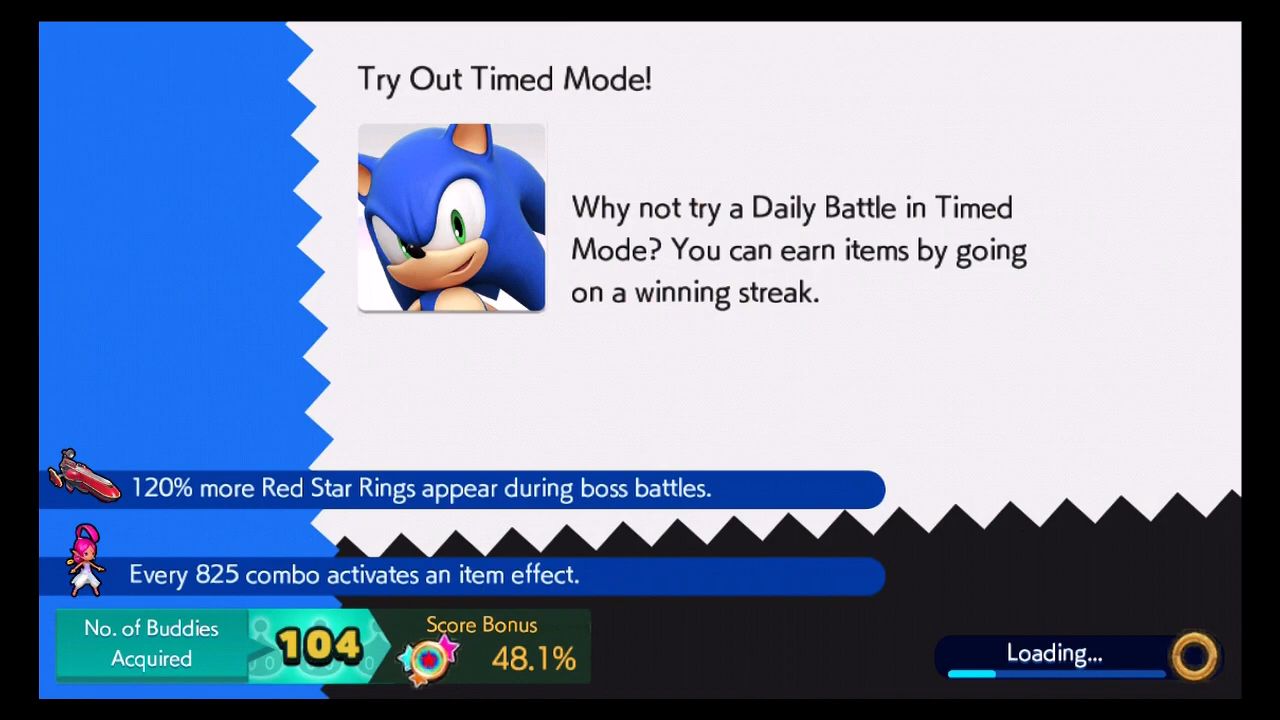 Try Out Timed Mode!
Why not try a Daily Battle in Timed
Mode? You can earn items by going
on a winning streak.
120% more Red Star Rings appear during boss battles.
Every 825 combo activates an item effect.
No. of Buddies
Acquired
104
Score Bonus
48.1%
Loading...